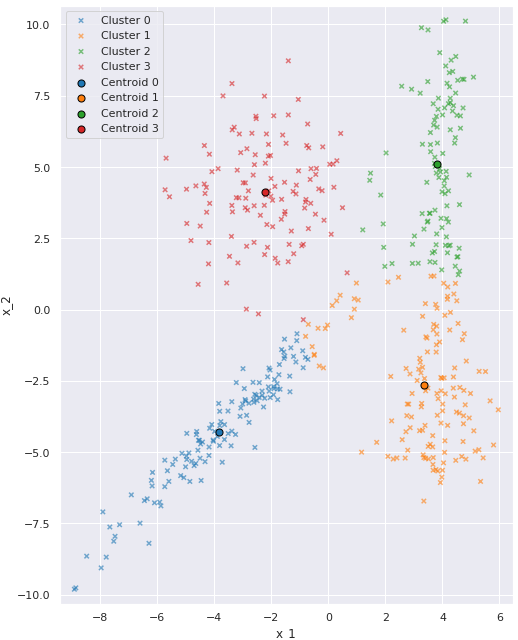 Cluster 0
Cluster 1
Cluster 2
Cluster 3
Centroid 0
Centroid 1
Centroid 2
Centroid 3
10.0
7.5
5.0
2.5
0.0
−2.5
−5.0
−7.5
−10.0
x_2
−8 −6 −4 −2 0 2 4 6
x 1